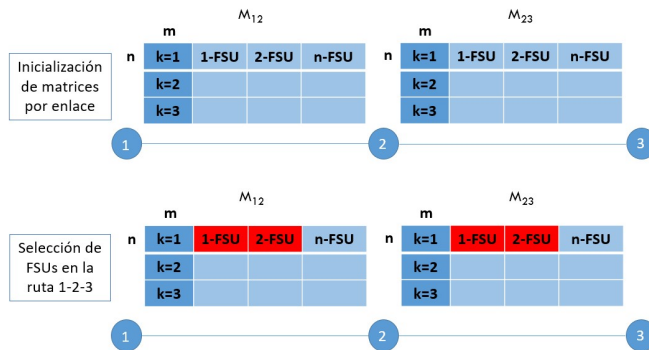 M12 M23
m m
n k=1 1-FSU 2-FSU n-FSU n k=1 1-FSU 2-FSU n-FSU
Inicialización
de matrices
por enlace
k=2 k=2
k=3 k=3
1 2 3
M12 M23
m m
n k=1 1-FSU 2-FSU n-FSU n k=1 1-FSU 2-FSU n-FSU
Selección de
FSUs en la
ruta 1-2-3
k=2 k=2
k=3 k=3
1 2 3